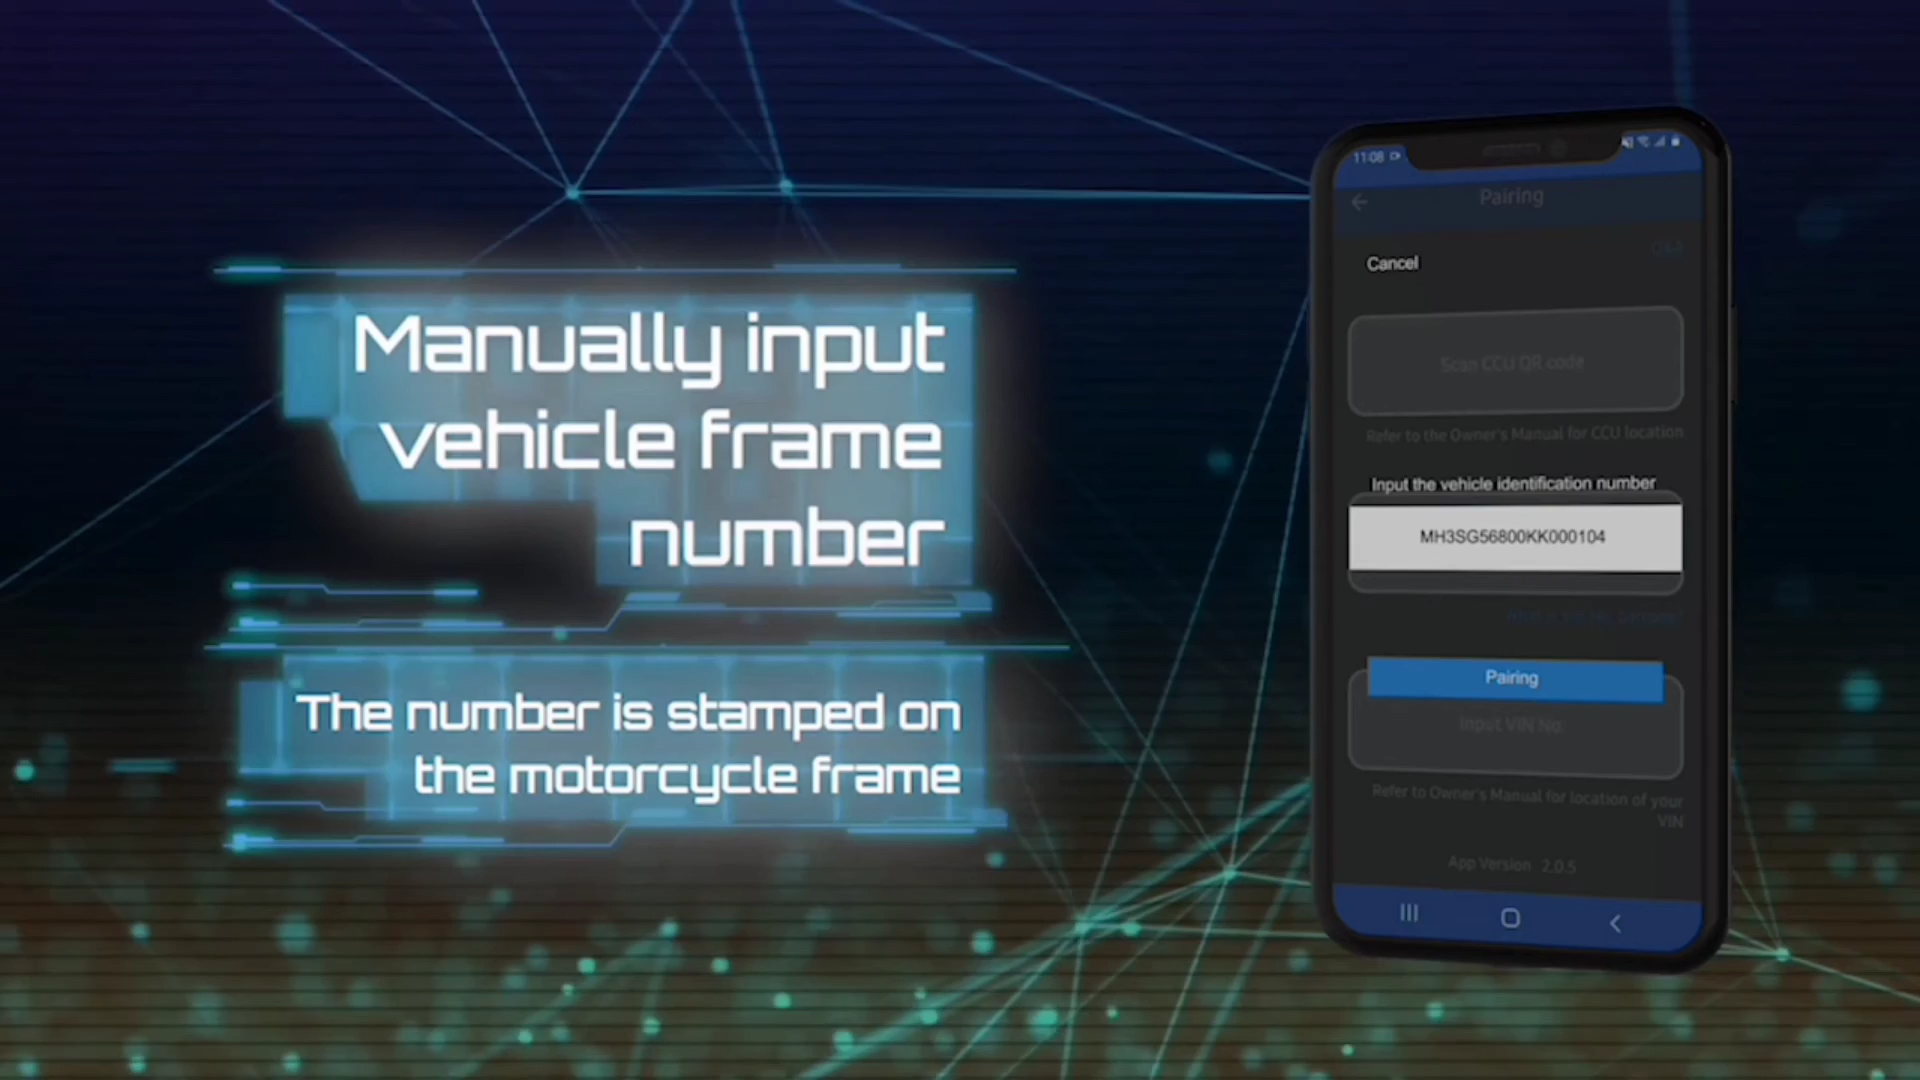 Manually input
vehicle frame
number
The number is stamped on
the motorcycle frame
11:08
Pairing
Cancel
Scan CCU QR code
Refer to the Owner's Manual for CCU location
Input the vehicle identification number
MH3SG56800KK000104
Pairing
Input VIN No.
Refer to Owner's Manual for location of your
VIN
App Version 2.0.5